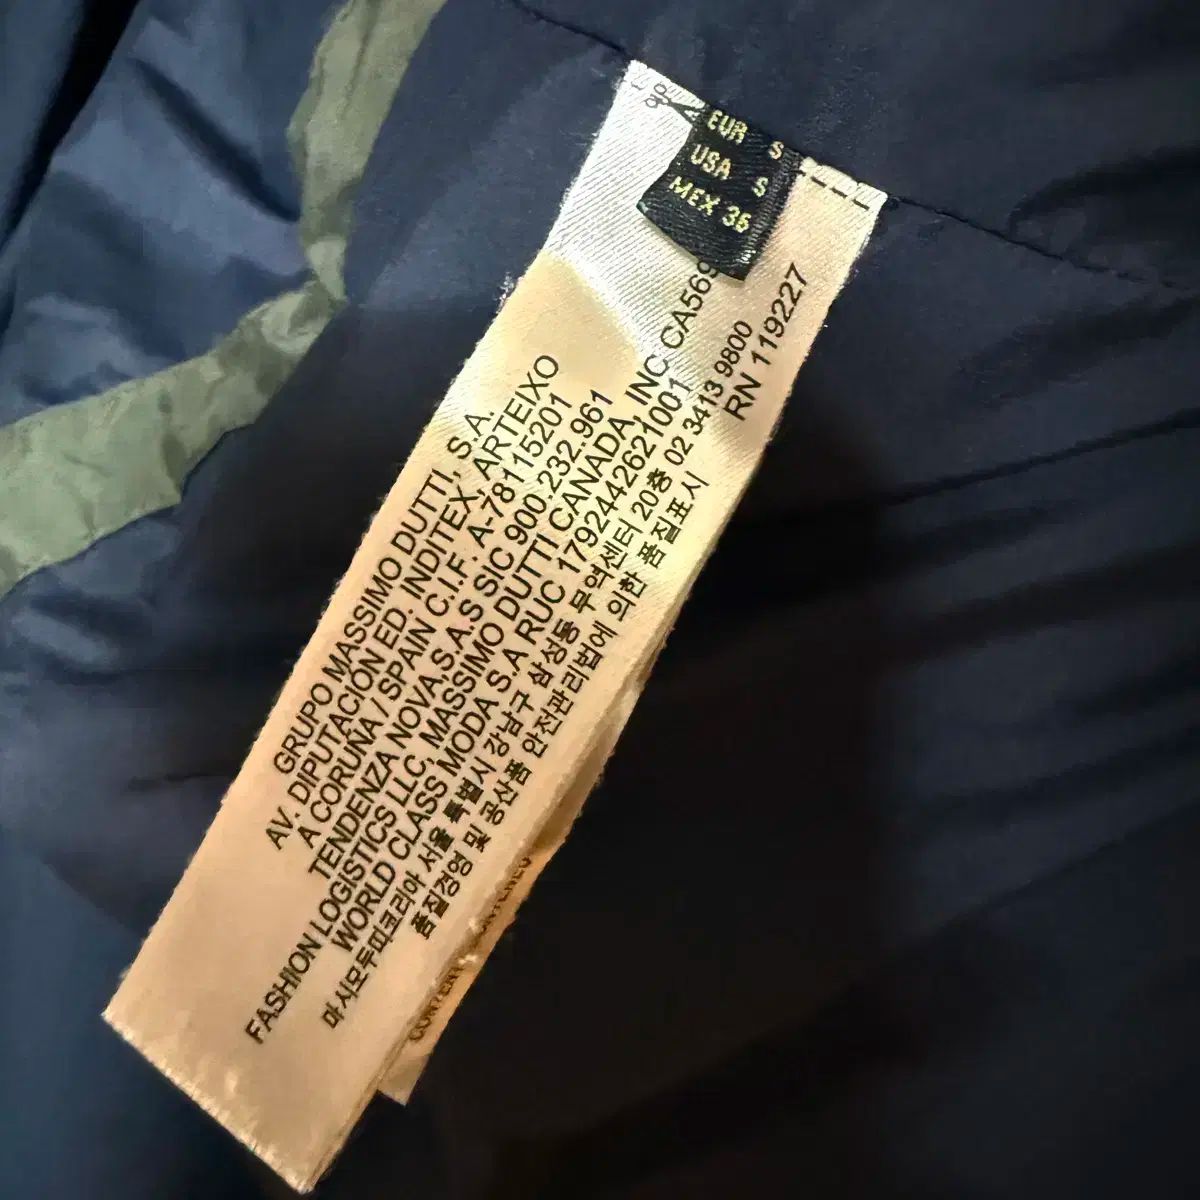 EUR S
USA S
MEX 36
GRUPO MASSIMO DUTTI, S.A.
AV. DIPUTACIÓN ED. INDITEX, ARTEIXO
A CORUÑA / SPAIN C.I.F. A-78115201
TENDENZA NOVA,S.A.S SIC 900.232.961
FASHION LOGISTICS LLC, MASSIMO DUTTI CANADA, INC CA569
WORLD CLASS MODA S A RUC 1792442621001
마시모두띠코리아 서울 특별시 강남구 삼성동 무역센터 20층 02 3413 9800
품질경영 및 공산품 안전관리법에 의한 품질표시
RN 119227